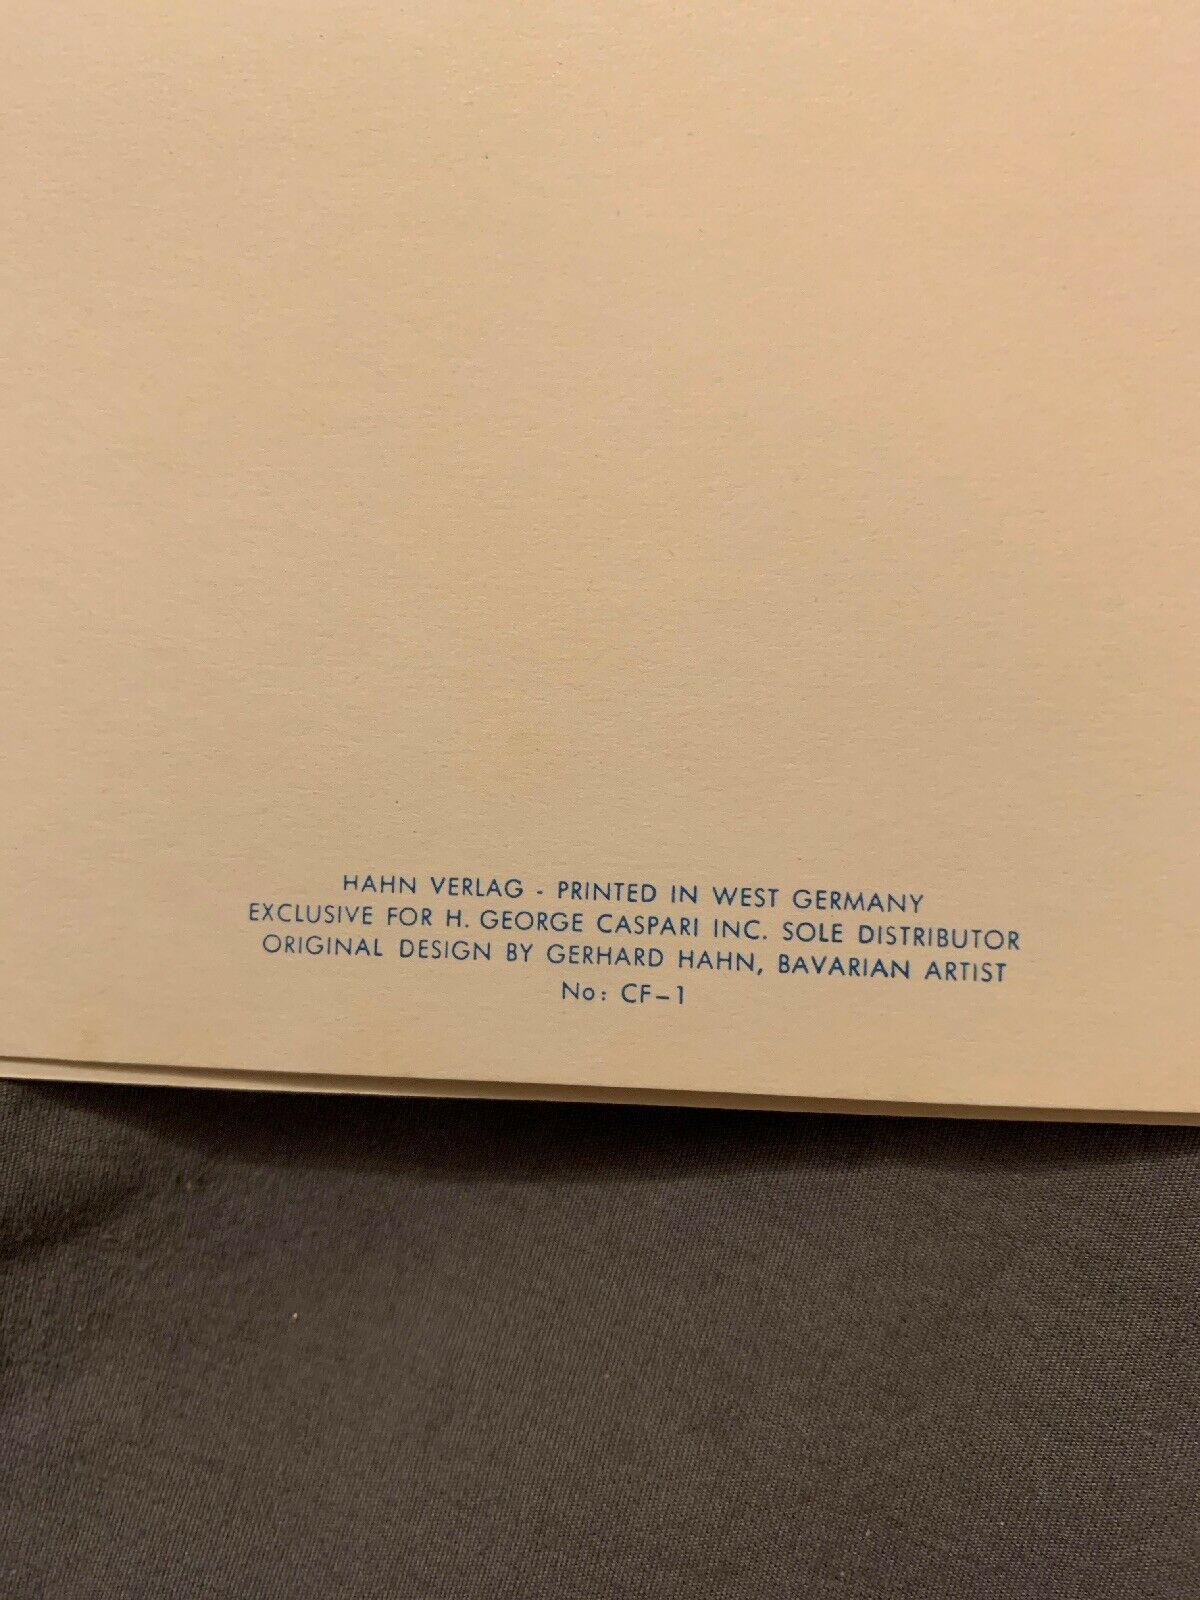 HAHN VERLAG - PRINTED IN WEST GERMANY
EXCLUSIVE FOR H. GEORGE CASPARI INC. SOLE DISTRIBUTOR
ORIGINAL DESIGN BY GERHARD HAHN, BAVARIAN ARTIST
No: CF-1